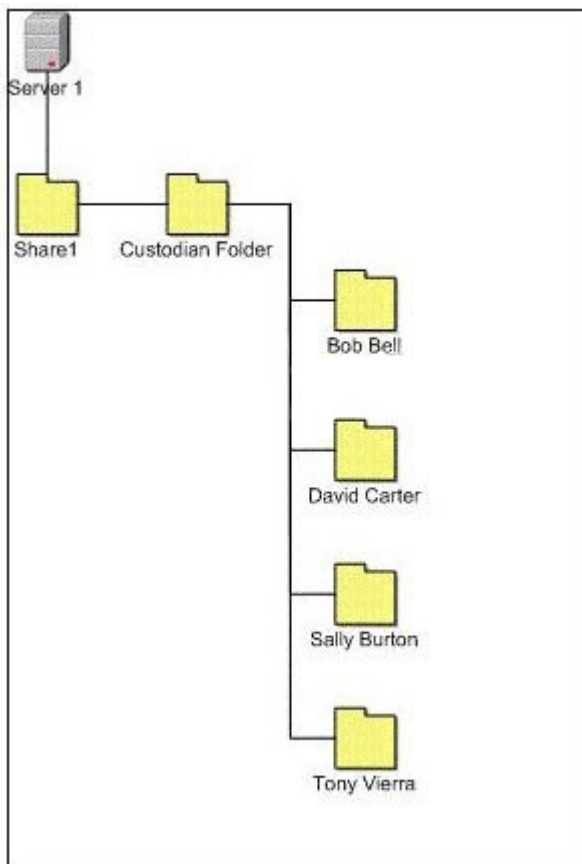 Server 1
Share1
Custodian Folder
Bob Bell
David Carter
Sally Burton
Tony Vierra